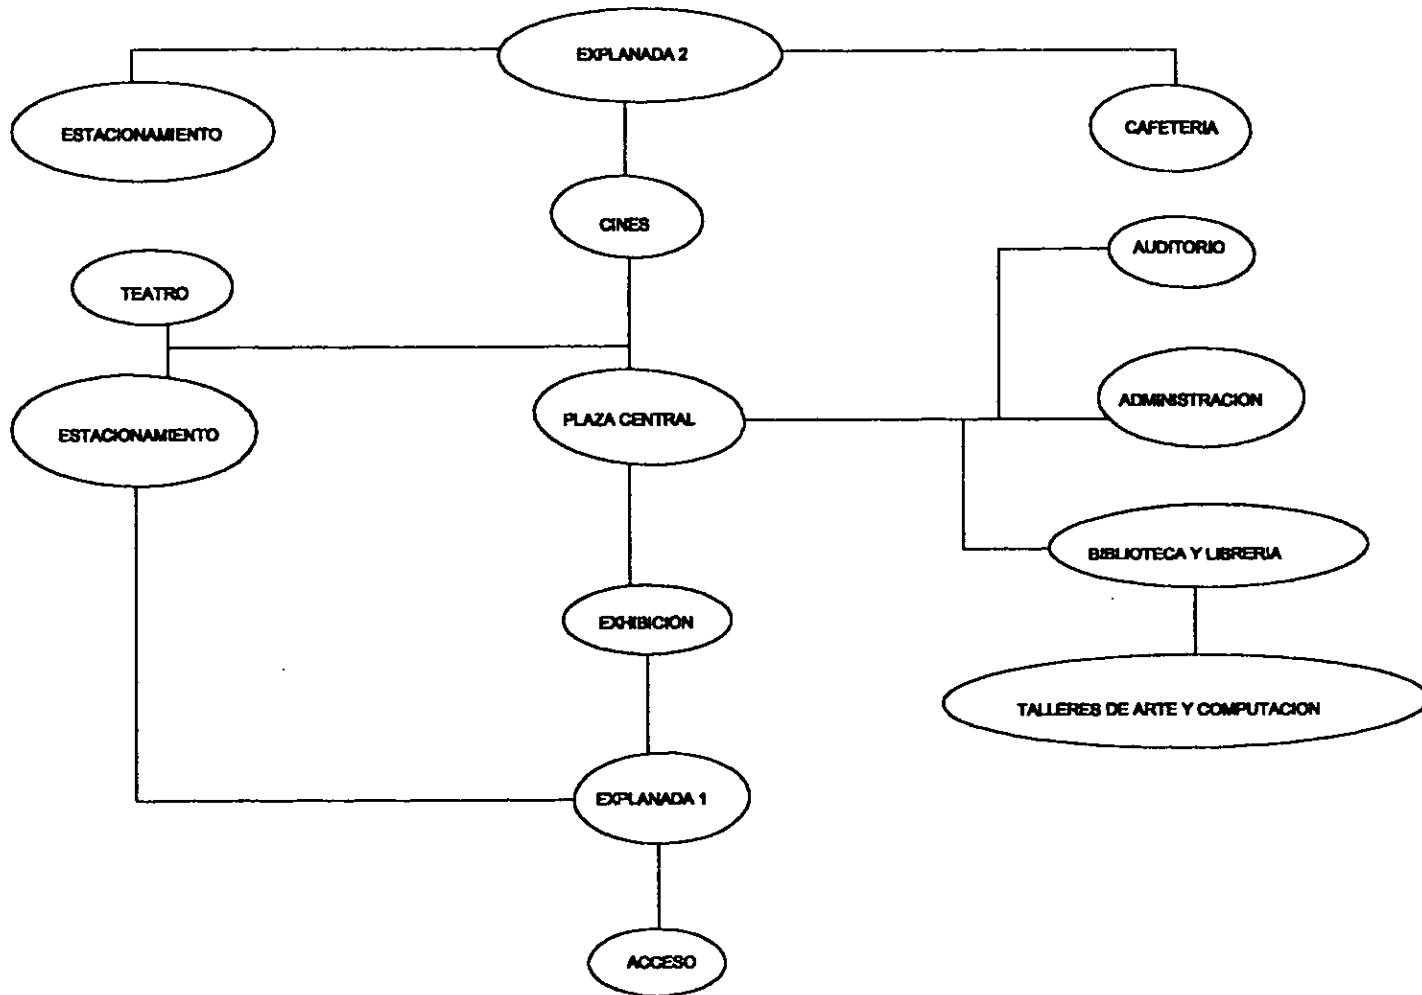 EXPLANADA 2
ESTACIONAMIENTO
CAFETERIA
CINES
AUDITORIO
TEATRO
ADMINISTRACION
PLAZA CENTRAL
ESTACIONAMIENTO
BIBLIOTECA Y LIBRERIA
EXHIBICION
TALLERES DE ARTE Y COMPUTACION
EXPLANADA 1
ACCESO